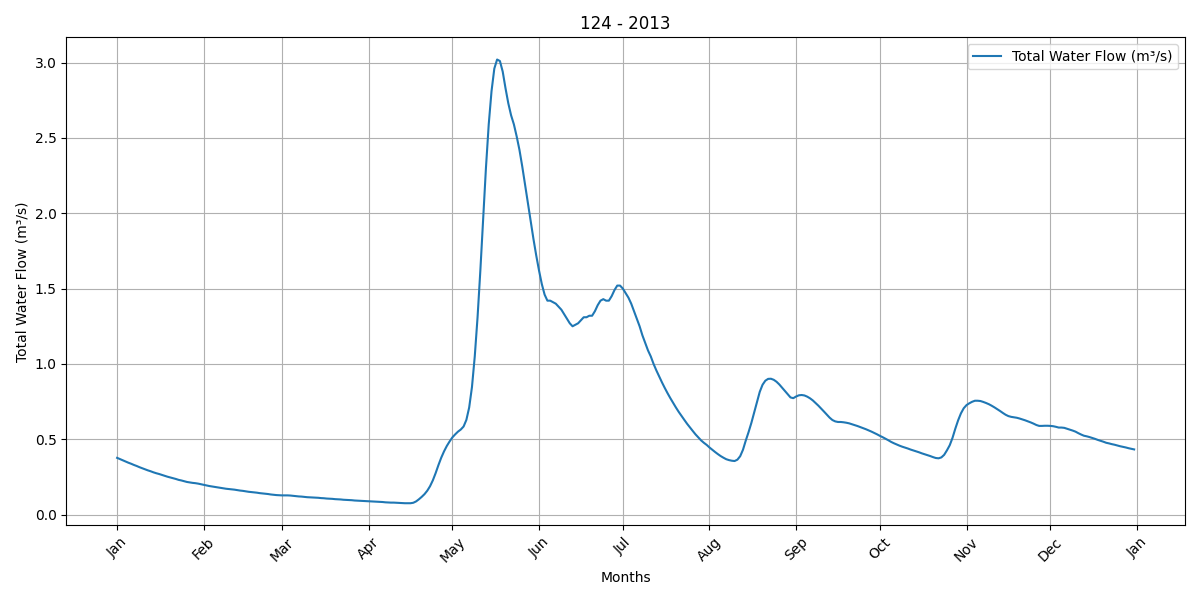 124 - 2013
Total Water Flow (m³/s)
Total Water Flow (m³/s)
3.0
2.5
2.0
1.5
1.0
0.5
0.0
Jan
Feb
Mar
Apr
May
Jun
Jul
Aug
Sep
Oct
Nov
Dec
Jan
Months